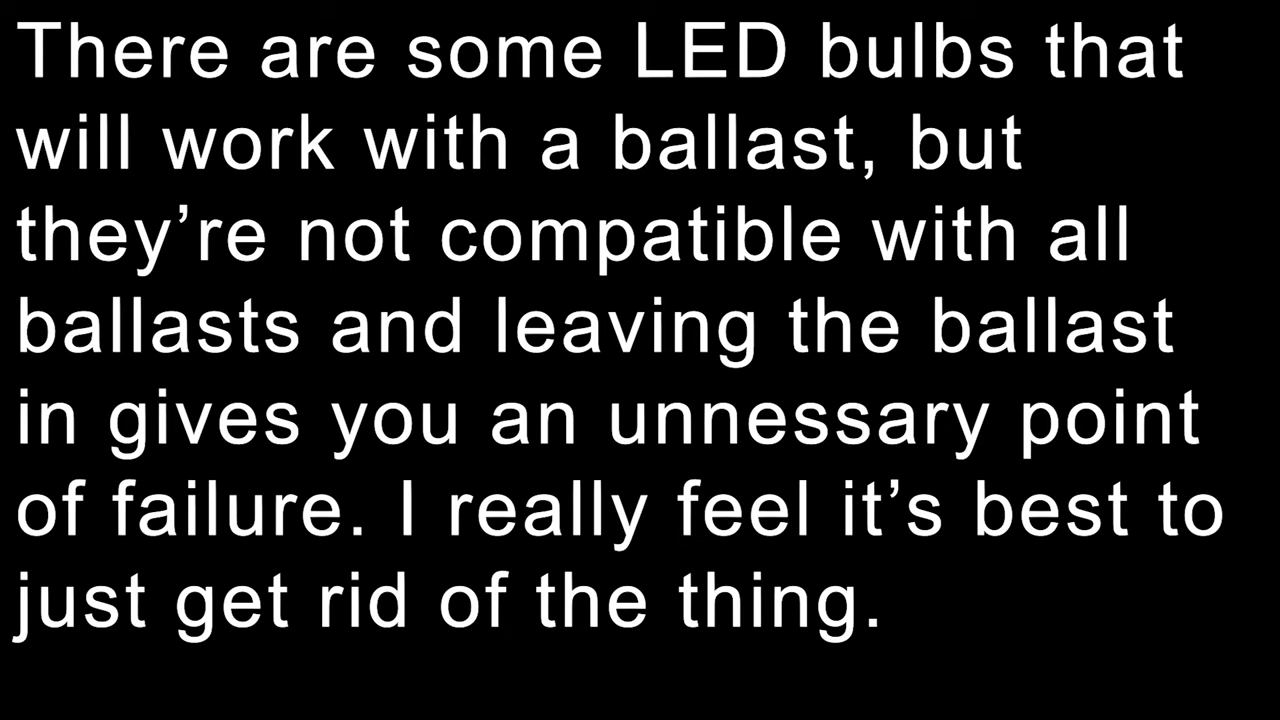 There are some LED bulbs that
will work with a ballast, but
they’re not compatible with all
ballasts and leaving the ballast
in gives you an unnessary point
of failure. I really feel it’s best to
just get rid of the thing.